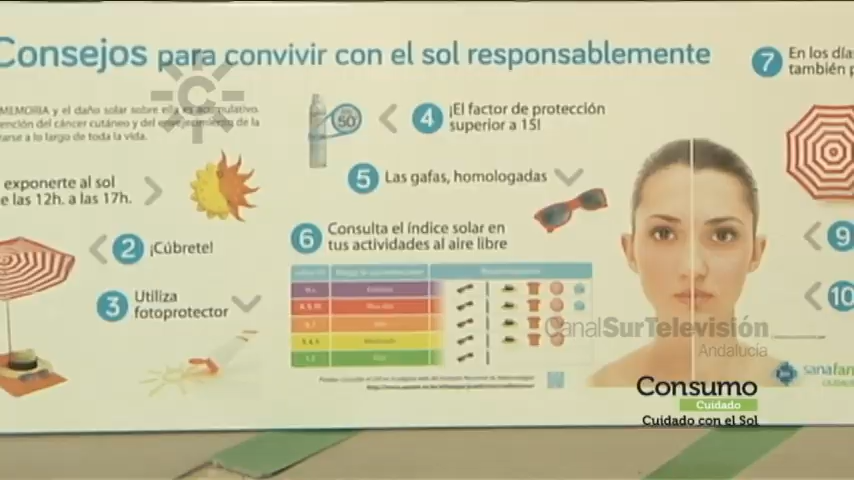 Consejos para convivir con el sol responsablemente
MEMORIA y el daño solar sobre ella es acumulativo.
ención del cáncer cutáneo y del envejecimiento de la
rarse a lo largo de toda la vida.
exponerte al sol
e las 12h. a las 17h.
2 ¡Cúbrete!
3 Utiliza
fotoprotector
50
4 ¡El factor de protección
superior a 15!
5 Las gafas, homologadas
6 Consulta el índice solar en
tus actividades al aire libre
7 En los días
también p
9
10
CanalSurTelevisión
Andalucía
sanafar
Consumo
Cuidado
Cuidado con el Sol